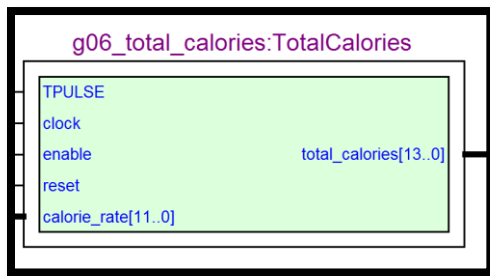 g06_total_calories:TotalCalories
TPULSE
clock
enable
total_calories[13..0]
reset
calorie_rate[11..0]